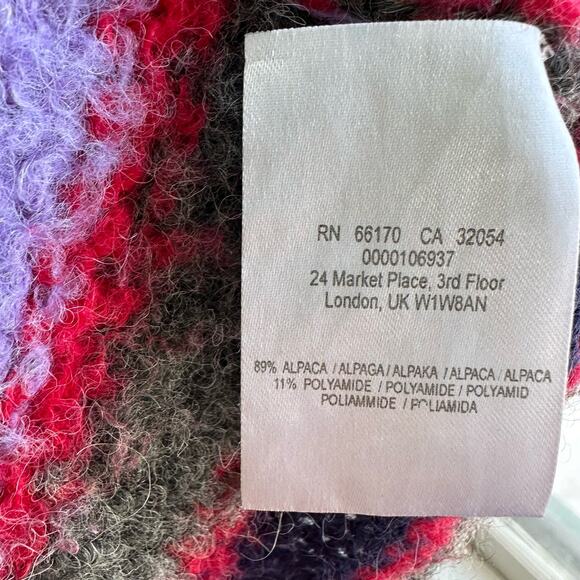 RN 66170 CA 32054
0000106937
24 Market Place, 3rd Floor
London, UK W1W8AN
89% ALPACA / ALPAGA / ALPAKA / ALPACA / ALPACA
11% POLYAMIDE / POLYAMIDE / POLYAMID
POLIAMMIDE / POLIAMIDA